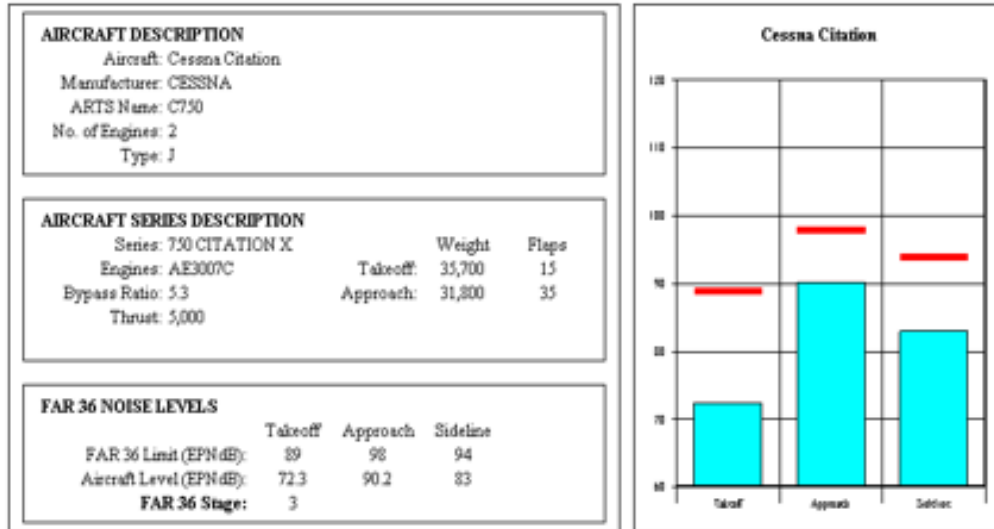 AIRCRAFT DESCRIPTION
Aircraft: Cessna Citation
Manufacturer: CESSNA
ARTS Name: C750
No. of Engines: 2
Type: J
AIRCRAFT SERIES DESCRIPTION
Series: 750 CITATION X Weight Flaps
Engines: AE3007C Takeoff: 35,700 15
Bypass Ratio: 5.3 Approach: 31,800 35
Thrust: 5,000
FAR 36 NOISE LEVELS
Takeoff Approach Sideline
FAR 36 Limit (EPNdB): 89 98 94
Aircraft Level (EPNdB): 72.3 90.2 83
FAR 36 Stage: 3
Cessna Citation
120
110
100
90
80
70
60
Takeoff Approach Sideline